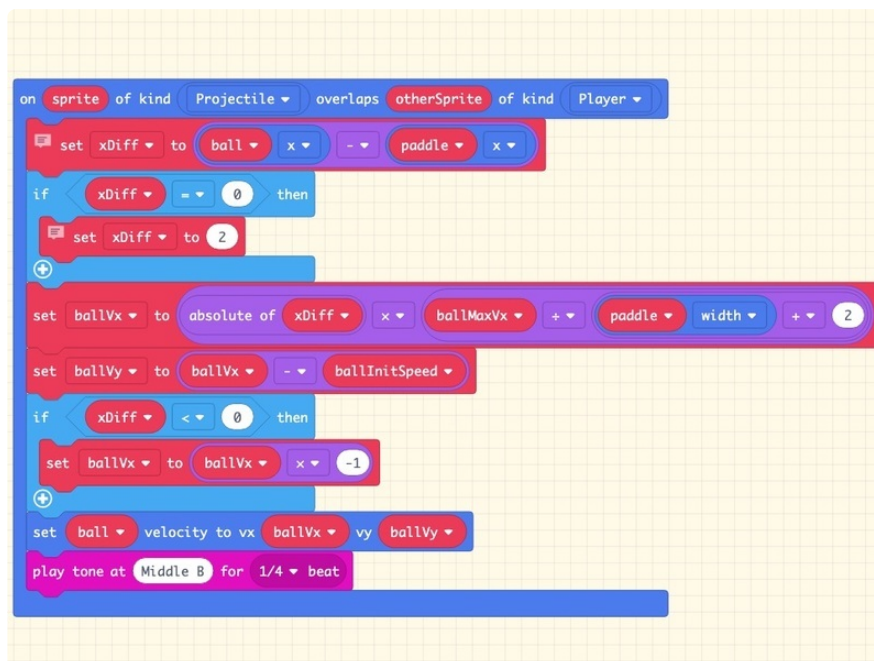 on sprite of kind Projectile overlaps otherSprite of kind Player
set xDiff to ball x - paddle x
if xDiff = 0 then
set xDiff to 2
set ballVx to absolute of xDiff × ballMaxVx ÷ paddle width ÷ 2
set ballVy to ballVx - ballInitSpeed
if xDiff < 0 then
set ballVx to ballVx × -1
set ball velocity to vx ballVx vy ballVy
play tone at Middle B for 1/4 beat